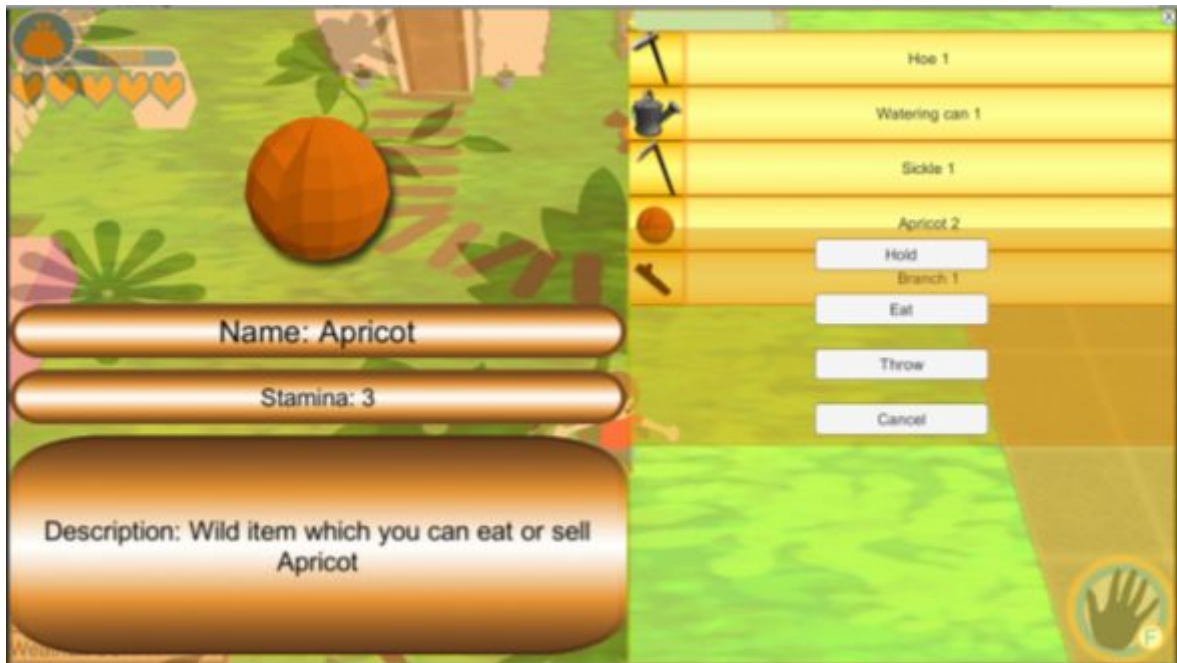 Name: Apricot
Stamina: 3
Description: Wild item which you can eat or sell
Apricot
X
Hoe 1
Watering can 1
Sickle 1
Apricot 2
Hold
Branch 1
Eat
Throw
Cancel
F